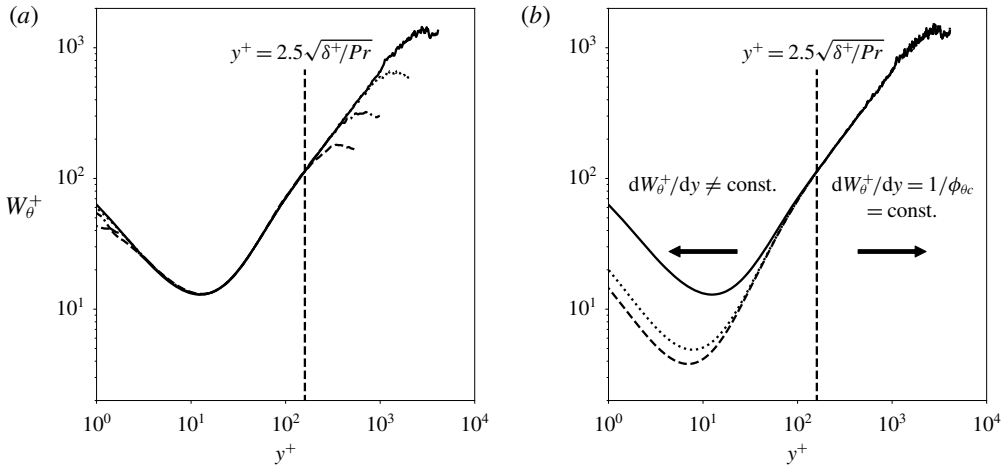 (a)
10³
10²
10¹
W_θ⁺
y⁺ = 2.5√δ⁺/Pr
10⁰ 10¹ 10² 10³ 10⁴
y⁺
(b)
10³
10²
10¹
y⁺ = 2.5√δ⁺/Pr
dW_θ⁺/dy ≠ const.
dW_θ⁺/dy = 1/ϕ_θc
= const.
10⁰ 10¹ 10² 10³ 10⁴
y⁺